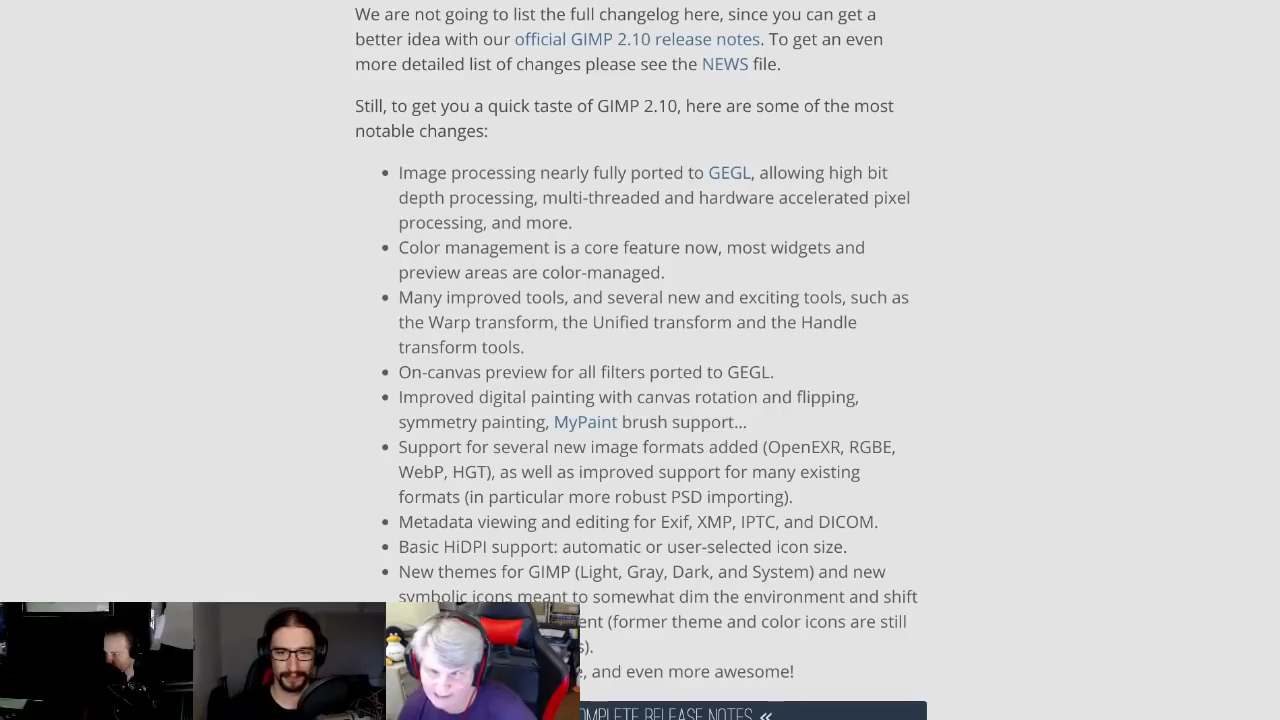 We are not going to list the full changelog here, since you can get a
better idea with our official GIMP 2.10 release notes. To get an even
more detailed list of changes please see the NEWS file.
Still, to get you a quick taste of GIMP 2.10, here are some of the most
notable changes:
Image processing nearly fully ported to GEGL, allowing high bit
depth processing, multi-threaded and hardware accelerated pixel
processing, and more.
Color management is a core feature now, most widgets and
preview areas are color-managed.
Many improved tools, and several new and exciting tools, such as
the Warp transform, the Unified transform and the Handle
transform tools.
On-canvas preview for all filters ported to GEGL.
Improved digital painting with canvas rotation and flipping,
symmetry painting, MyPaint brush support…
Support for several new image formats added (OpenEXR, RGBE,
WebP, HGT), as well as improved support for many existing
formats (in particular more robust PSD importing).
Metadata viewing and editing for Exif, XMP, IPTC, and DICOM.
Basic HiDPI support: automatic or user-selected icon size.
New themes for GIMP (Light, Gray, Dark, and System) and new
symbolic icons meant to somewhat dim the environment and shift
(former theme and color icons are still
, and even more awesome!
RELEASE NOTES «